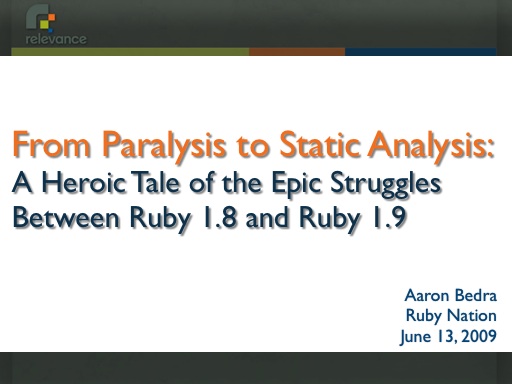 relevance
From Paralysis to Static Analysis:
A Heroic Tale of the Epic Struggles
Between Ruby 1.8 and Ruby 1.9
Aaron Bedra
Ruby Nation
June 13, 2009